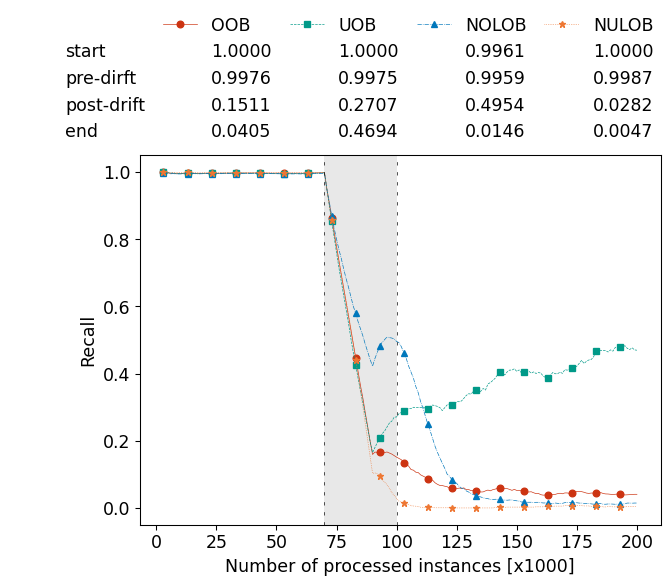 OOB UOB NOLOB NULOB
start 1.0000 1.0000 0.9961 1.0000
pre-dirft 0.9976 0.9975 0.9959 0.9987
post-drift 0.1511 0.2707 0.4954 0.0282
end 0.0405 0.4694 0.0146 0.0047
1.0
0.8
0.6
0.4
0.2
0.0
Recall
0 25 50 75 100 125 150 175 200
Number of processed instances [x1000]